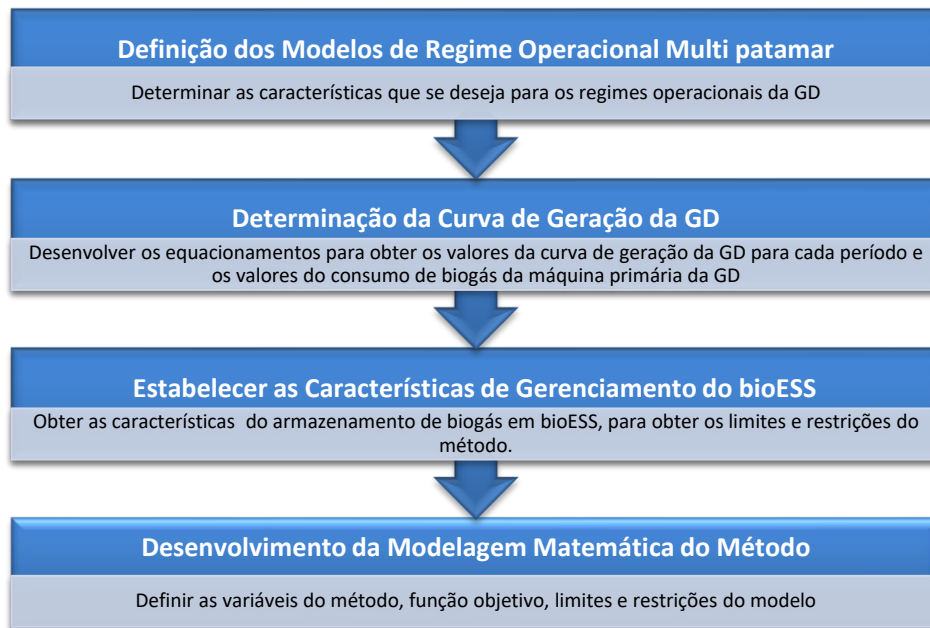 Definição dos Modelos de Regime Operacional Multi patamar
Determinar as características que se deseja para os regimes operacionais da GD
Determinação da Curva de Geração da GD
Desenvolver os equacionamentos para obter os valores da curva de geração da GD para cada período e
os valores do consumo de biogás da máquina primária da GD
Estabelecer as Características de Gerenciamento do bioESS
Obter as características do armazenamento de biogás em bioESS, para obter os limites e restrições do
método.
Desenvolvimento da Modelagem Matemática do Método
Definir as variáveis do método, função objetivo, limites e restrições do modelo